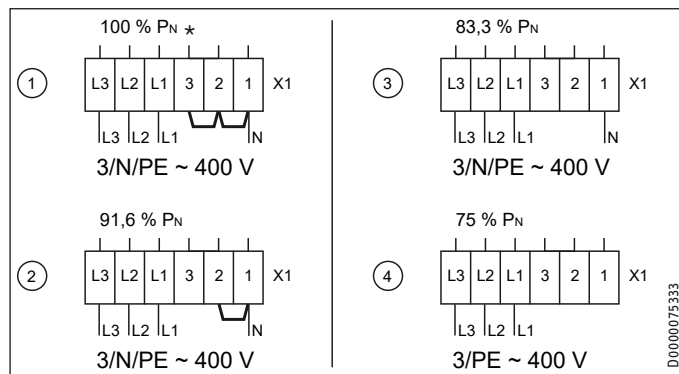 100 % PN *
1
L3 L2 L1 3 2 1 X1
L3 L2 L1 N
3/N/PE ~ 400 V
91,6 % PN
2
L3 L2 L1 3 2 1 X1
L3 L2 L1 N
3/N/PE ~ 400 V
83,3 % PN
3
L3 L2 L1 3 2 1 X1
L3 L2 L1 N
3/N/PE ~ 400 V
75 % PN
4
L3 L2 L1 3 2 1 X1
L3 L2 L1
3/PE ~ 400 V
D0000075333